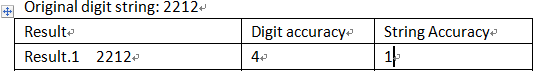 Original digit string: 2212
Result Digit accuracy String Accuracy
Result.1 2212 4 1